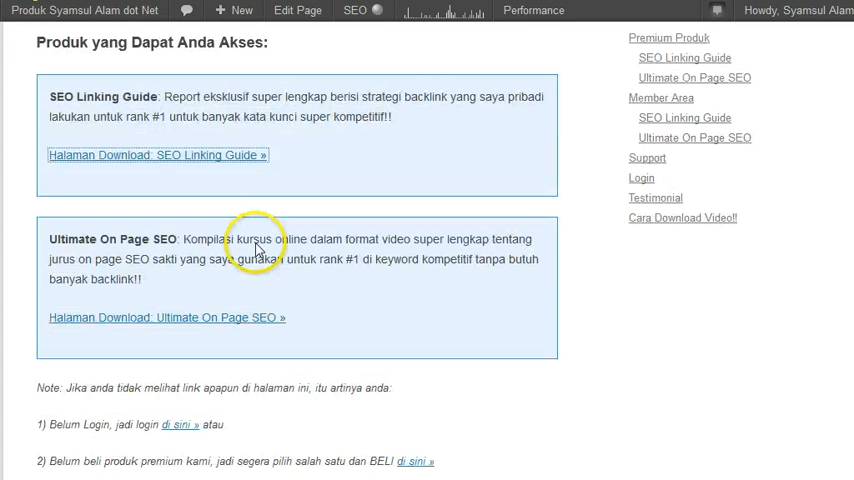 Produk Syamsul Alam dot Net
New
Edit Page
SEO
Performance
Howdy, Syamsul Alam
Produk yang Dapat Anda Akses:
SEO Linking Guide: Report eksklusif super lengkap berisi strategi backlink yang saya pribadi
lakukan untuk rank #1 untuk banyak kata kunci super kompetitif!!
Halaman Download: SEO Linking Guide »
Ultimate On Page SEO: Kompilasi kursus online dalam format video super lengkap tentang
jurus on page SEO sakti yang saya gunakan untuk rank #1 di keyword kompetitif tanpa butuh
banyak backlink!!
Halaman Download: Ultimate On Page SEO »
Note: Jika anda tidak melihat link apapun di halaman ini, itu artinya anda:
1) Belum Login, jadi login di sini » atau
2) Belum beli produk premium kami, jadi segera pilih salah satu dan BELI di sini »
Premium Produk
SEO Linking Guide
Ultimate On Page SEO
Member Area
SEO Linking Guide
Ultimate On Page SEO
Support
Login
Testimonial
Cara Download Video!!